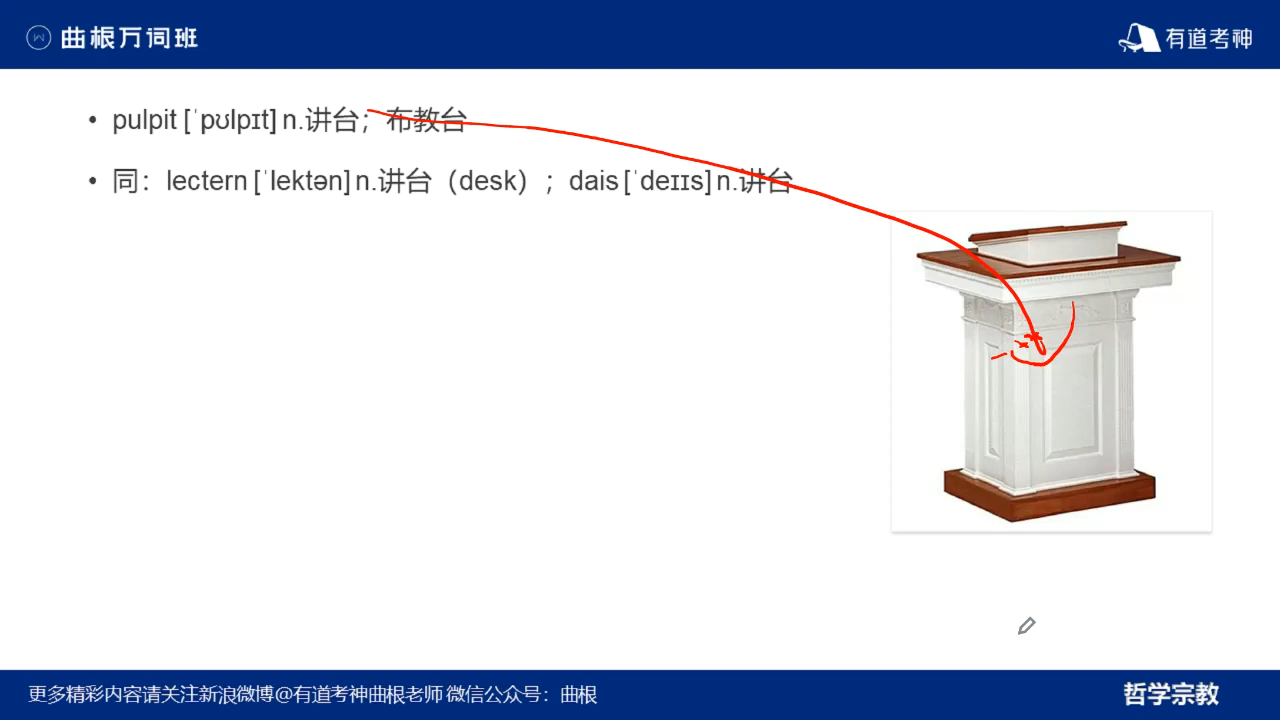 曲根万词班
有道考神
• pulpit [ˈpʊlpɪt] n.讲台；布教台
• 同：lectern [ˈlektən] n.讲台（desk）；dais [ˈdeɪɪs] n.讲台
更多精彩内容请关注新浪微博@有道考神曲根老师 微信公众号：曲根
哲学宗教